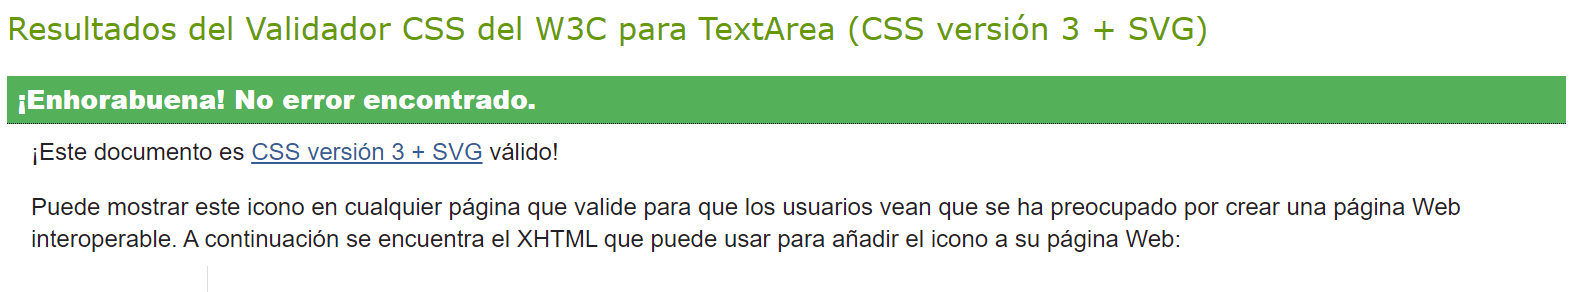 Resultados del Validador CSS del W3C para TextArea (CSS versión 3 + SVG)
¡Enhorabuena! No error encontrado.
¡Este documento es CSS versión 3 + SVG válido!
Puede mostrar este icono en cualquier página que valide para que los usuarios vean que se ha preocupado por crear una página Web
interoperable. A continuación se encuentra el XHTML que puede usar para añadir el icono a su página Web: